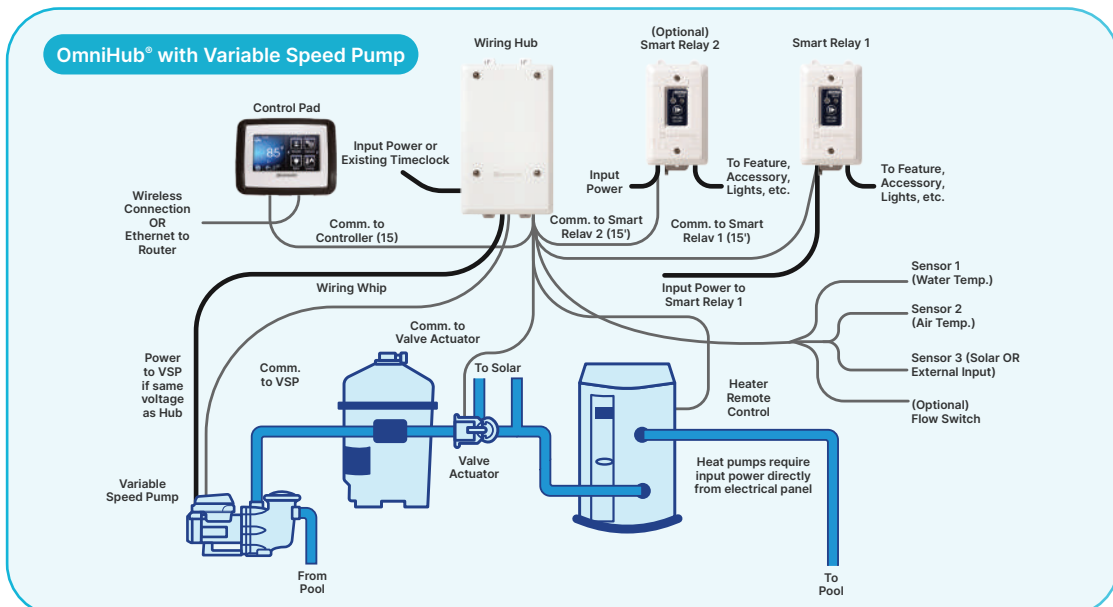 OmniHub® with Variable Speed Pump
Wiring Hub
(Optional)
Smart Relay 2
Smart Relay 1
Control Pad
85°
Input Power or
Existing Timeclock
Input
Power
To Feature,
Accessory,
Lights, etc.
To Feature,
Accessory,
Lights, etc.
Wireless
Connection
OR
Ethernet to
Router
Comm. to
Controller (15)
Comm. to Smart
Relav 2 (15')
Comm. to Smart
Relay 1 (15')
Wiring Whip
Input Power to
Smart Relay 1
Sensor 1
(Water Temp.)
Sensor 2
(Air Temp.)
Sensor 3 (Solar OR
External Input)
(Optional)
Flow Switch
Power
to VSP
if same
voltage
as Hub
Comm.
to VSP
Comm. to
Valve Actuator
To Solar
Heater
Remote
Control
Valve
Actuator
Heat pumps require
input power directly
from electrical panel
Variable
Speed Pump
From
Pool
To
Pool